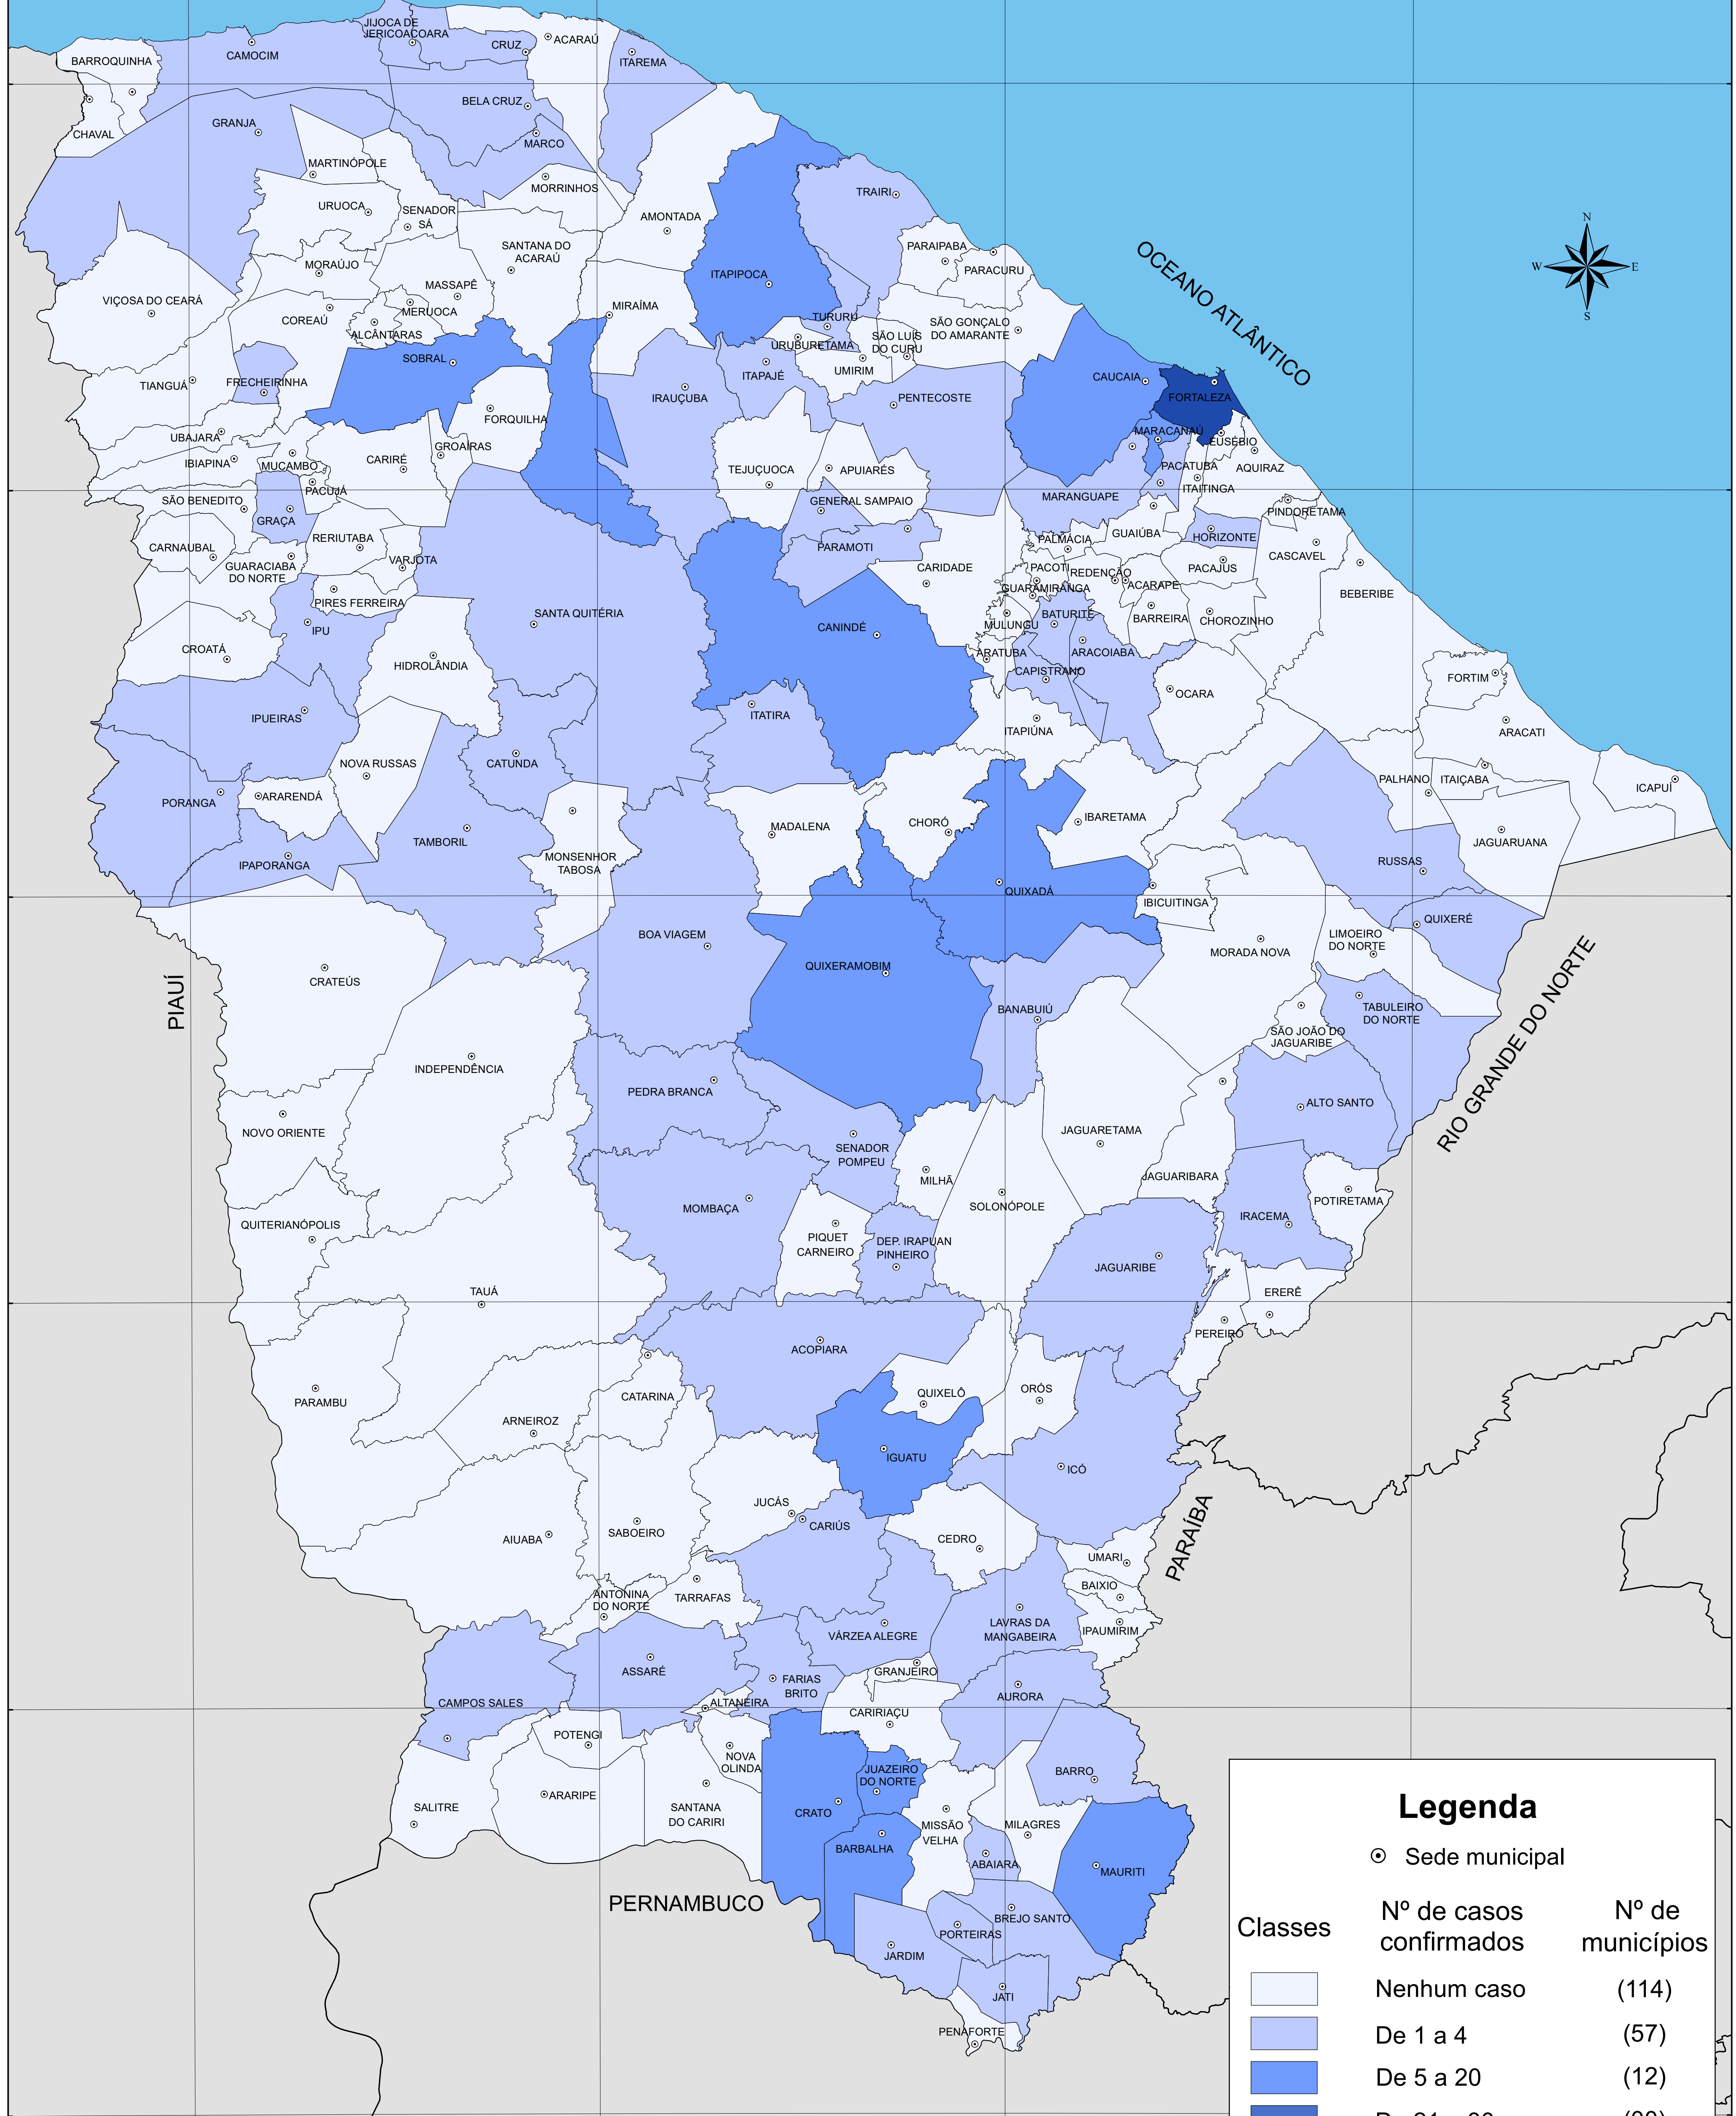 JIJOCA DE
JERICOACOARA
CAMOCIM
CRUZ
ACARAÚ
ITAREMA
BARROQUINHA
CHAVAL
BELA CRUZ
MARCO
GRANJA
MARTINÓPOLE
MORRINHOS
URUOCA
SENADOR
SÁ
AMONTADA
TRAIRI
PARAIPABA
PARACURU
N
W
E
S
OCEANO ATLÂNTICO
SANTANA DO
ACARAÚ
MORAÚJO
MASSAPÊ
MERUOCA
ITAPIPOCA
VIÇOSA DO CEARÁ
COREAÚ
ALCÂNTARAS
MIRAÍMA
TURURU
URUBURETAMA
SÃO LUÍS
DO CURU
SÃO GONÇALO
DO AMARANTE
SOBRAL
TIANGUÁ
FRECHEIRINHA
ITAPAJÉ
UMIRIM
IRAUÇUBA
PENTECOSTE
CAUCAIA
FORTALEZA
FORQUILHA
UBAJARA
IBIAPINA
MUCAMBO
CARIRÉ
GROAÍRAS
TEJUÇUOCA
APUIARÉS
MARACANAÚ
EUSÉBIO
PACATUBA
AQUIRAZ
ITAITINGA
PACUJÁ
SÃO BENEDITO
GRAÇA
GENERAL SAMPAIO
MARANGUAPE
PINDORETAMA
CARNAUBAL
GUARACIABA
DO NORTE
RERIUTABA
VARJOTA
PARAMOTI
CARIDADE
PALMÁCIA
GUAIÚBA
HORIZONTE
CASCAVEL
PACAJUS
PACOTI
REDENÇÃO
GUARAMIRANGA
ACARAPE
BEBERIBE
PIRES FERREIRA
IPU
SANTA QUITÉRIA
CANINDÉ
MULUNGU
BATURITÉ
BARREIRA
CHOROZINHO
CROATÁ
HIDROLÂNDIA
ARATUBA
ARACOIABA
CAPISTRANO
OCARA
FORTIM
IPUEIRAS
ITATIRA
ITAPIÚNA
ARACATI
NOVA RUSSAS
CATUNDA
PALHANO
ITAIÇABA
ICAPUÍ
PORANGA
ARARENDÁ
MADALENA
CHORÓ
IBARETAMA
JAGUARUANA
TAMBORIL
IPAPORANGA
MONSENHOR
TABOSA
RUSSAS
QUIXADÁ
IBICUITINGA
QUIXERÉ
BOA VIAGEM
LIMOEIRO
DO NORTE
MORADA NOVA
CRATEÚS
QUIXERAMOBIM
PIAUÍ
BANABUIÚ
TABULEIRO
DO NORTE
SÃO JOÃO DO
JAGUARIBE
RIO GRANDE DO NORTE
INDEPENDÊNCIA
PEDRA BRANCA
ALTO SANTO
NOVO ORIENTE
JAGUARETAMA
SENADOR
POMPEU
MILHÃ
JAGUARIBARA
POTIRETAMA
SOLONÓPOLE
MOMBAÇA
IRACEMA
QUITERIANÓPOLIS
PIQUET
CARNEIRO
DEP. IRAPUAN
PINHEIRO
JAGUARIBE
TAUÁ
ERERÊ
PEREIRO
ACOPIARA
PARAMBU
CATARINA
QUIXELÔ
ORÓS
ARNEIROZ
IGUATU
ICÓ
JUCÁS
CARIÚS
PARAÍBA
AIUABA
SABOEIRO
CEDRO
UMARI
BAIXIO
ANTONINA
DO NORTE
TARRAFAS
IPAUMIRIM
VÁRZEA ALEGRE
LAVRAS DA
MANGABEIRA
ASSARÉ
GRANJEIRO
FARIAS
BRITO
AURORA
CAMPOS SALES
ALTANEIRA
CARIRIAÇU
POTENGI
NOVA
OLINDA
JUAZEIRO
DO NORTE
BARRO
ARARIPE
SALITRE
SANTANA
DO CARIRI
CRATO
MISSÃO
VELHA
MILAGRES
BARBALHA
ABAIARA
MAURITI
PERNAMBUCO
BREJO SANTO
PORTEIRAS
JARDIM
JATI
PENAFORTE
Legenda
Sede municipal
Classes
Nº de casos
confirmados
Nº de
municípios
Nenhum caso (114)
De 1 a 4 (57)
De 5 a 20 (12)